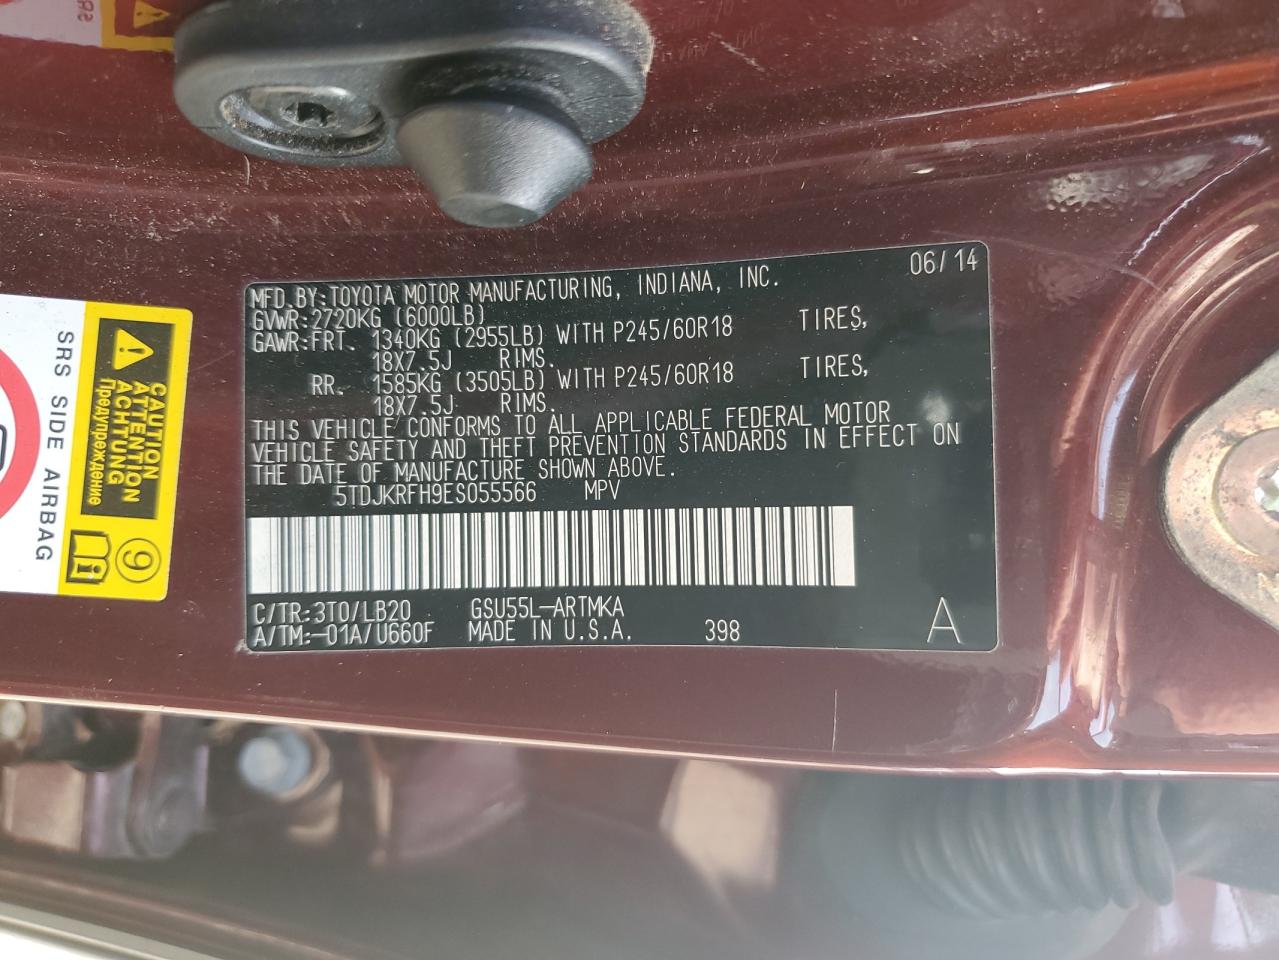 06/14
MFD.BY:TOYOTA MOTOR MANUFACTURING, INDIANA, INC.
GVWR:2720KG (6000LB)
GAWR:FRT. 1340KG (2955LB) WITH P245/60R18 TIRES,
18X7.5J RIMS.
RR. 1585KG (3505LB) WITH P245/60R18 TIRES,
18X7.5J RIMS.
THIS VEHICLE CONFORMS TO ALL APPLICABLE FEDERAL MOTOR
VEHICLE SAFETY AND THEFT PREVENTION STANDARDS IN EFFECT ON
THE DATE OF MANUFACTURE SHOWN ABOVE.
5TDJKRFH9ES055566 MPV
C/TR:3T0/LB20 GSU55L-ARTMKA
A/TM:-01A/U660F MADE IN U.S.A. 398 A
CAUTION
ATTENTION
ACHTUNG
Предупреждение
SRS SIDE AIRBAG
9
i
SRS